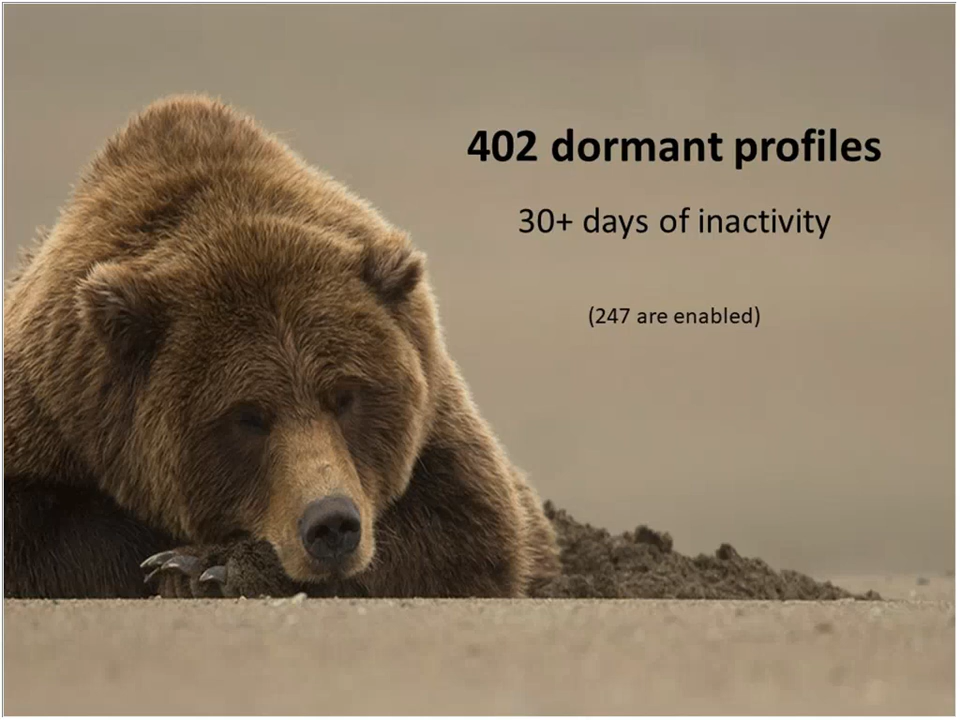 402 dormant profiles
30+ days of inactivity
(247 are enabled)